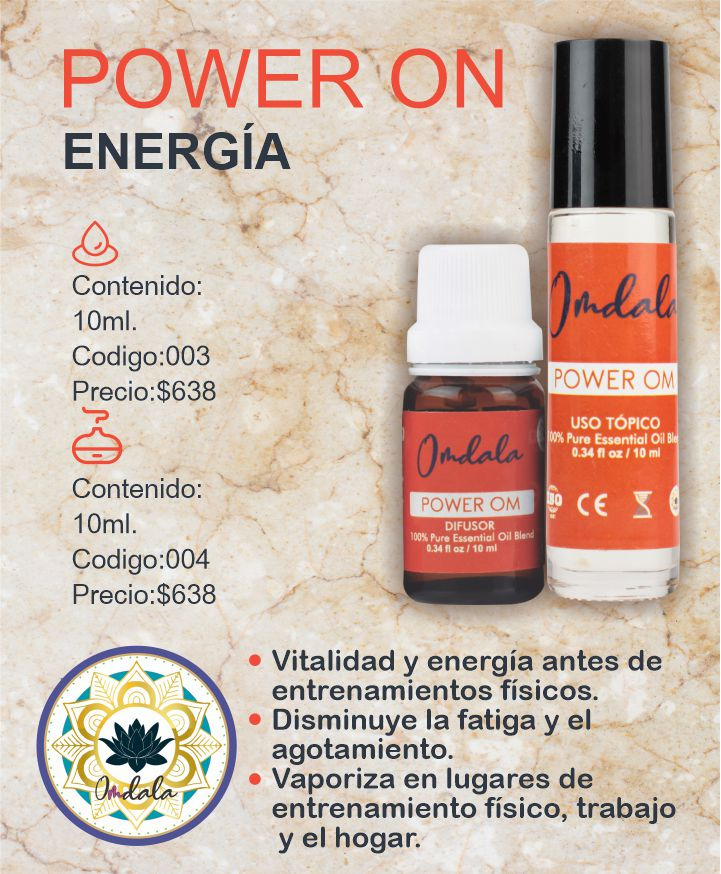 POWER ON
ENERGÍA
Contenido:
10ml.
Codigo:003
Precio:$638
Contenido:
10ml.
Codigo:004
Precio:$638
Omdala
POWER OM
DIFUSOR
100% Pure Essential Oil Blend
0.34 fl oz / 10 ml
Omdala
POWER OM
USO TÓPICO
100% Pure Essential Oil Blend
0.34 fl oz / 10 ml
CE
Omdala
• Vitalidad y energía antes de
entrenamientos físicos.
• Disminuye la fatiga y el
agotamiento.
• Vaporiza en lugares de
entrenamiento físico, trabajo
y el hogar.